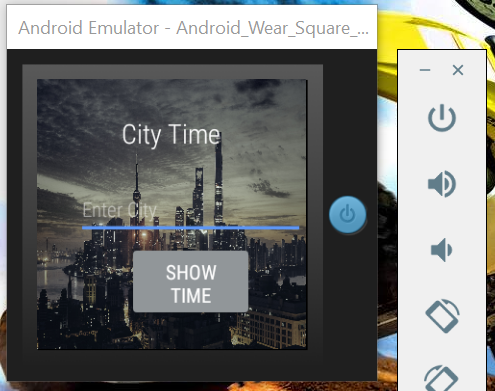 Android Emulator - Android_Wear_Square_...
City Time
Enter City
SHOW
TIME